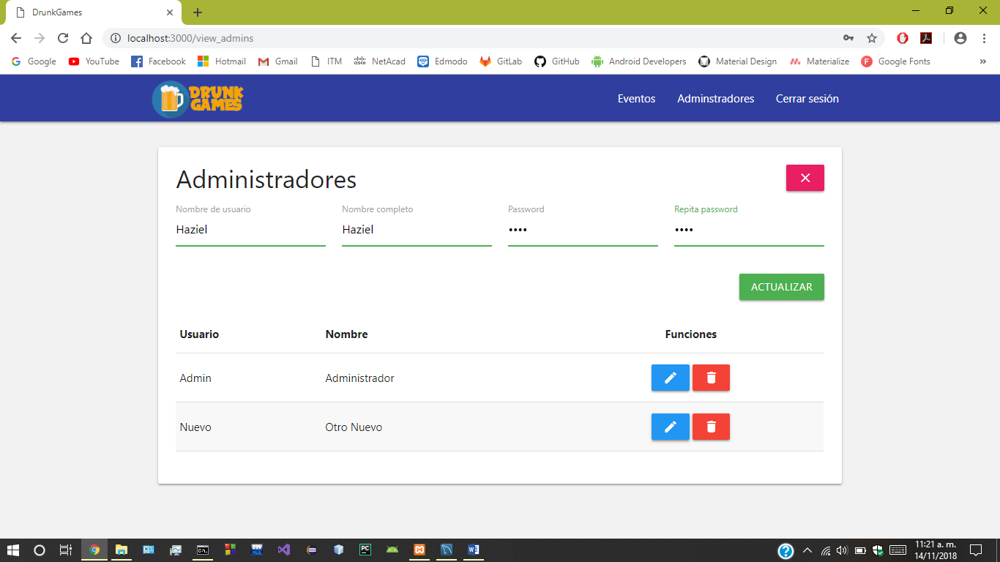 DrunkGames
localhost:3000/view_admins
Google YouTube Facebook Hotmail Gmail ITM NetAcad Edmodo GitLab GitHub Android Developers Material Design Materialize Google Fonts »
DRUNK
GAMES
Eventos Adminstradores Cerrar sesión
Administradores
Nombre de usuario Nombre completo Password Repita password
Haziel Haziel •••• ••••
ACTUALIZAR
Usuario Nombre Funciones
Admin Administrador
Nuevo Otro Nuevo
11:21 a. m.
14/11/2018